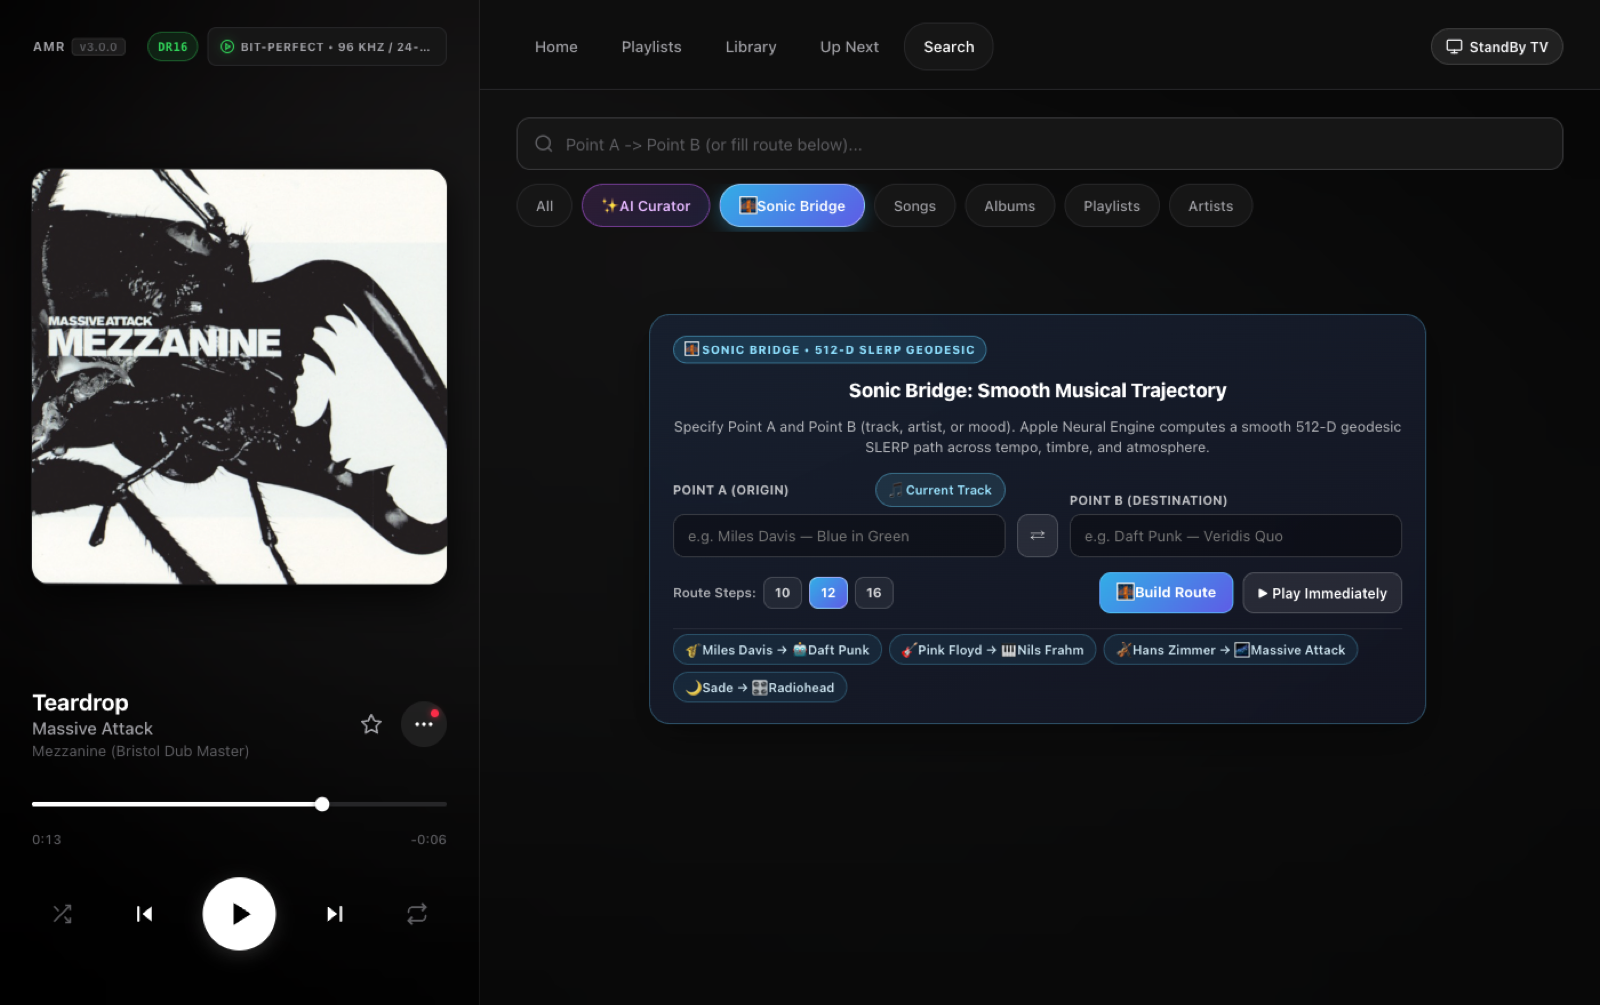 AMR v3.0.0 DR16 BIT-PERFECT • 96 KHZ / 24-...
Home Playlists Library Up Next Search StandBy TV
Point A -> Point B (or fill route below)...
All ✨AI Curator 🌉Sonic Bridge Songs Albums Playlists Artists
MASSIVE ATTACK
MEZZANINE
🌉SONIC BRIDGE • 512-D SLERP GEODESIC
Sonic Bridge: Smooth Musical Trajectory
Specify Point A and Point B (track, artist, or mood). Apple Neural Engine computes a smooth 512-D geodesic
SLERP path across tempo, timbre, and atmosphere.
POINT A (ORIGIN) 🎵Current Track
POINT B (DESTINATION)
e.g. Miles Davis — Blue in Green ⇄ e.g. Daft Punk — Veridis Quo
Route Steps: 10 12 16 🌉Build Route ▶ Play Immediately
🎷Miles Davis → 🤖Daft Punk 🎸Pink Floyd → 🎹Nils Frahm 🎻Hans Zimmer → 🌌Massive Attack
🌙Sade → 🎛Radiohead
Teardrop
Massive Attack
Mezzanine (Bristol Dub Master)
0:13 -0:06